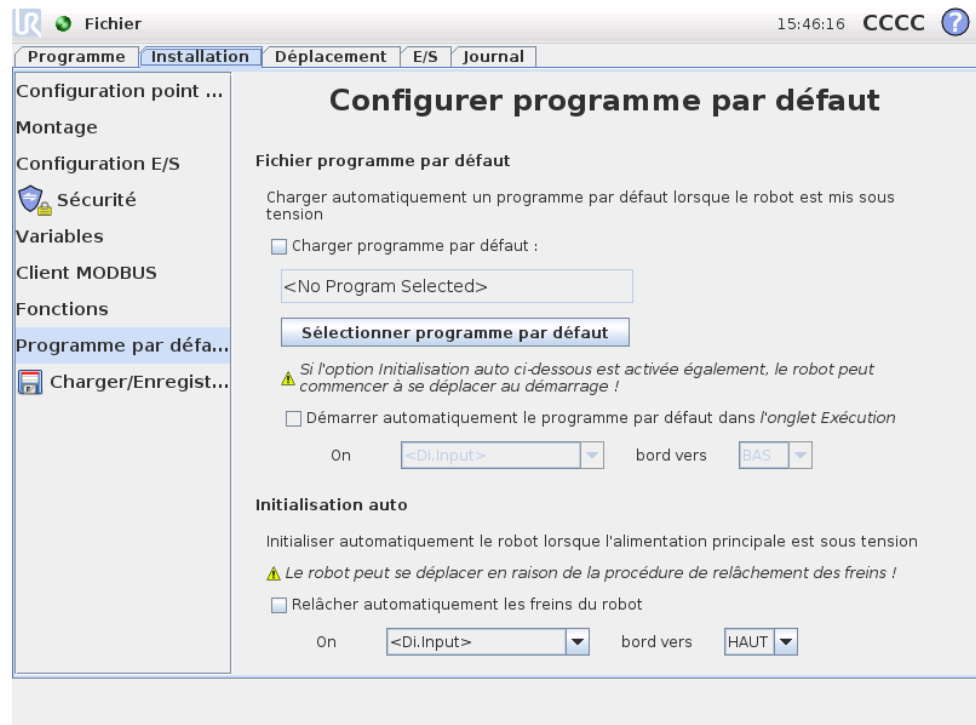 UR Fichier 15:46:16 CCCC ?
Programme Installation Déplacement E/S Journal
Configuration point ...
Montage
Configuration E/S
Sécurité
Variables
Client MODBUS
Fonctions
Programme par défa...
Charger/Enregist...
Configurer programme par défaut
Fichier programme par défaut
Charger automatiquement un programme par défaut lorsque le robot est mis sous
tension
Charger programme par défaut :
<No Program Selected>
Sélectionner programme par défaut
Si l'option Initialisation auto ci-dessous est activée également, le robot peut
commencer à se déplacer au démarrage !
Démarrer automatiquement le programme par défaut dans l'onglet Exécution
On <Di.Input> bord vers BAS
Initialisation auto
Initialiser automatiquement le robot lorsque l'alimentation principale est sous tension
Le robot peut se déplacer en raison de la procédure de relâchement des freins !
Relâcher automatiquement les freins du robot
On <Di.Input> bord vers HAUT